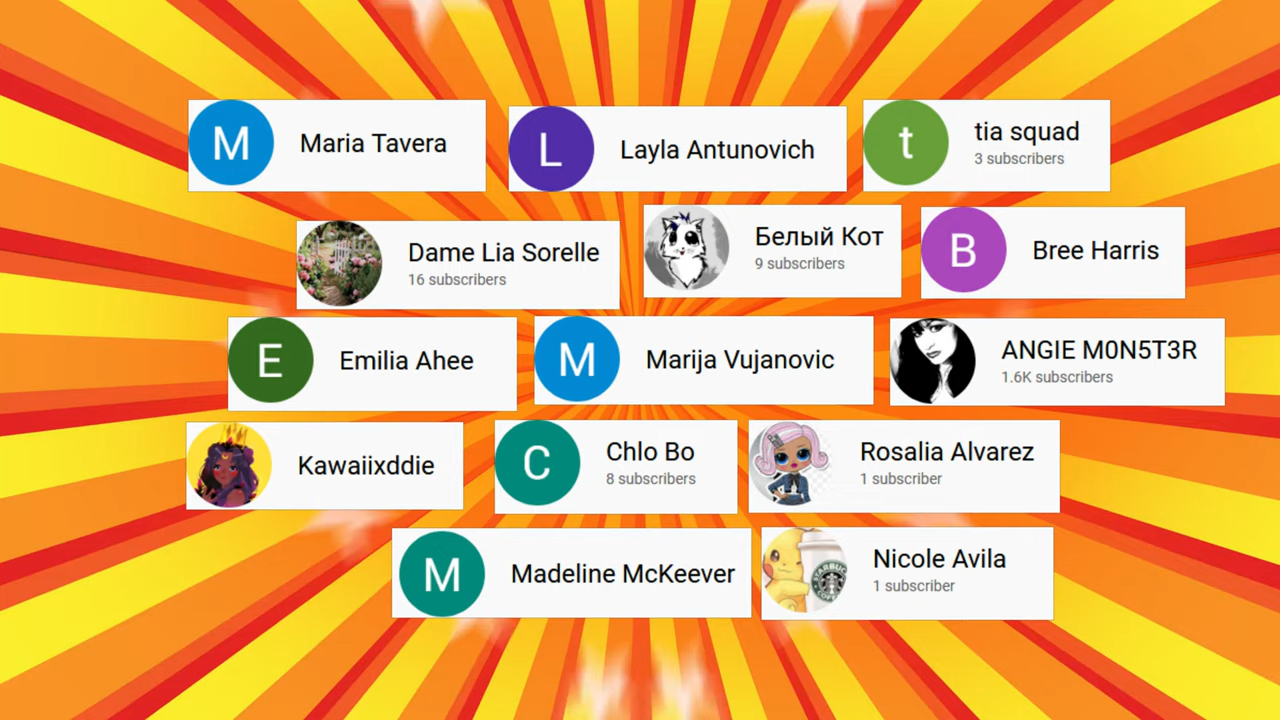 M Maria Tavera
L Layla Antunovich
t tia squad
3 subscribers
Dame Lia Sorelle
16 subscribers
Белый Кот
9 subscribers
B Bree Harris
E Emilia Ahee
M Marija Vujanovic
ANGIE M0N5T3R
1.6K subscribers
Kawaiixddie
C Chlo Bo
8 subscribers
Rosalia Alvarez
1 subscriber
M Madeline McKeever
Nicole Avila
1 subscriber